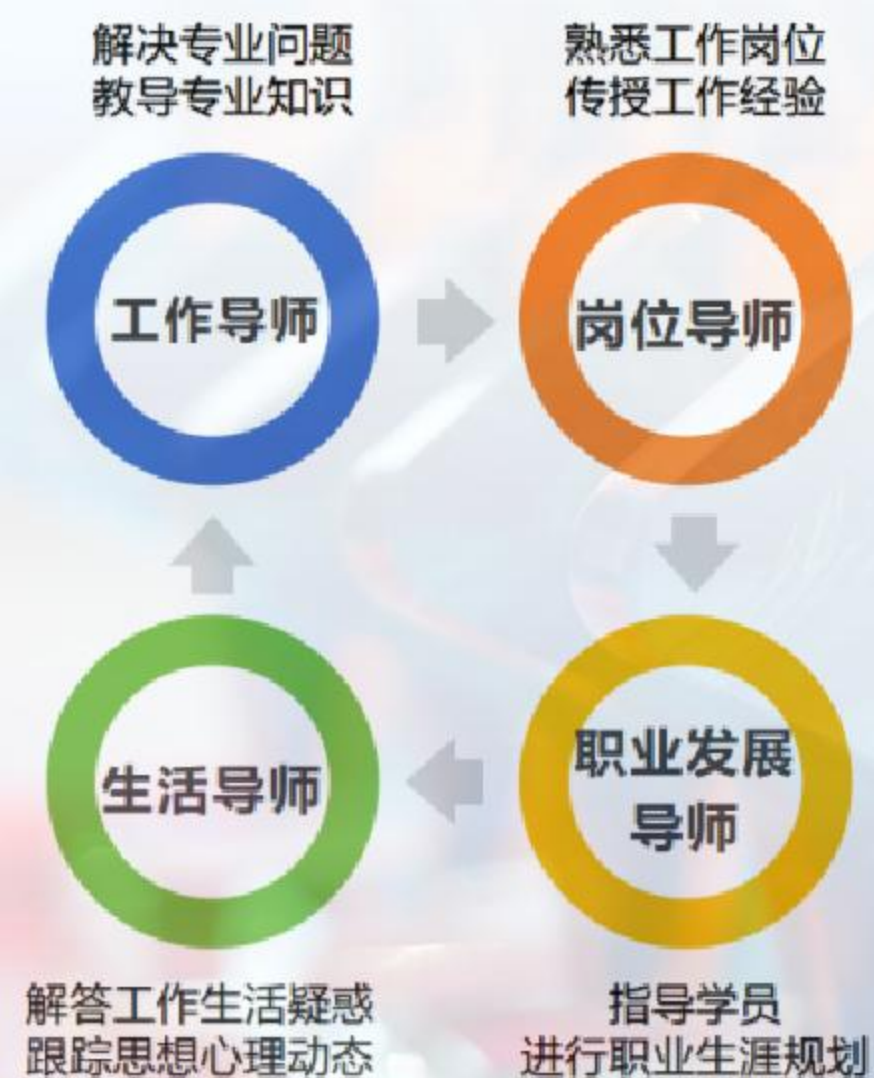 解决专业问题
教导专业知识
熟悉工作岗位
传授工作经验
工作导师
岗位导师
生活导师
职业发展
导师
解答工作生活疑惑
跟踪思想心理动态
指导学员
进行职业生涯规划